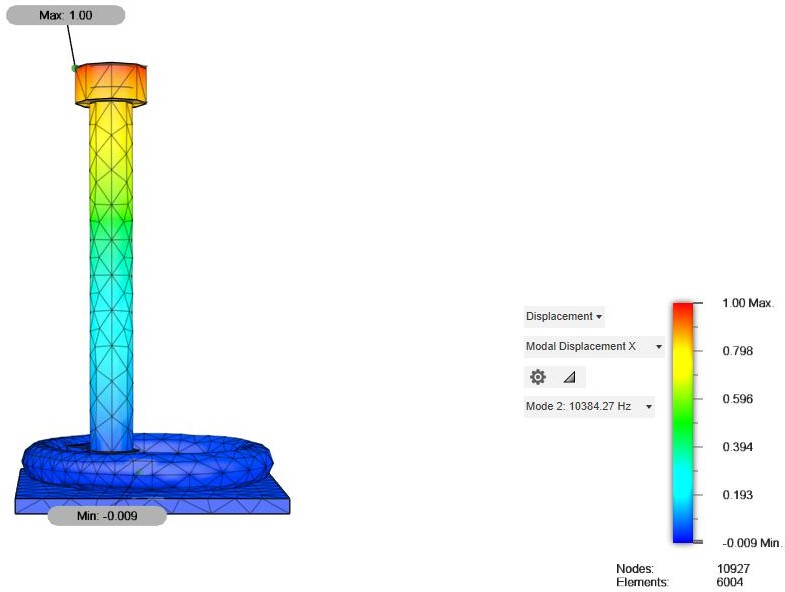 Max: 1.00
Min: -0.009
Displacement
Modal Displacement X
Mode 2: 10384.27 Hz
1.00 Max.
0.798
0.596
0.394
0.193
-0.009 Min.
Nodes: 10927
Elements: 6004